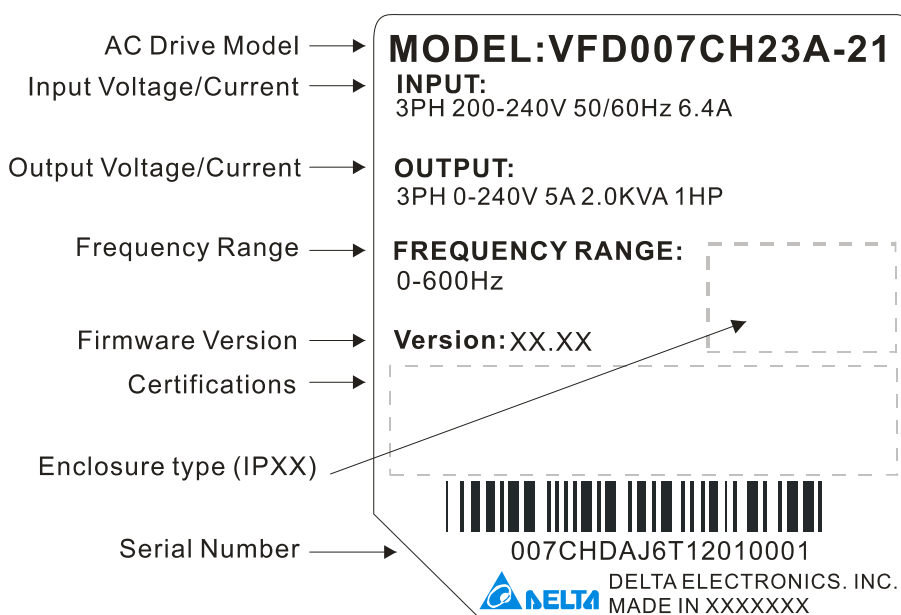 AC Drive Model
MODEL:VFD007CH23A-21
Input Voltage/Current
INPUT:
3PH 200-240V 50/60Hz 6.4A
Output Voltage/Current
OUTPUT:
3PH 0-240V 5A 2.0KVA 1HP
Frequency Range
FREQUENCY RANGE:
0-600Hz
Firmware Version
Version:XX.XX
Certifications
Enclosure type (IPXX)
Serial Number
007CHDAJ6T12010001
DELTA
DELTA ELECTRONICS. INC.
MADE IN XXXXXXX